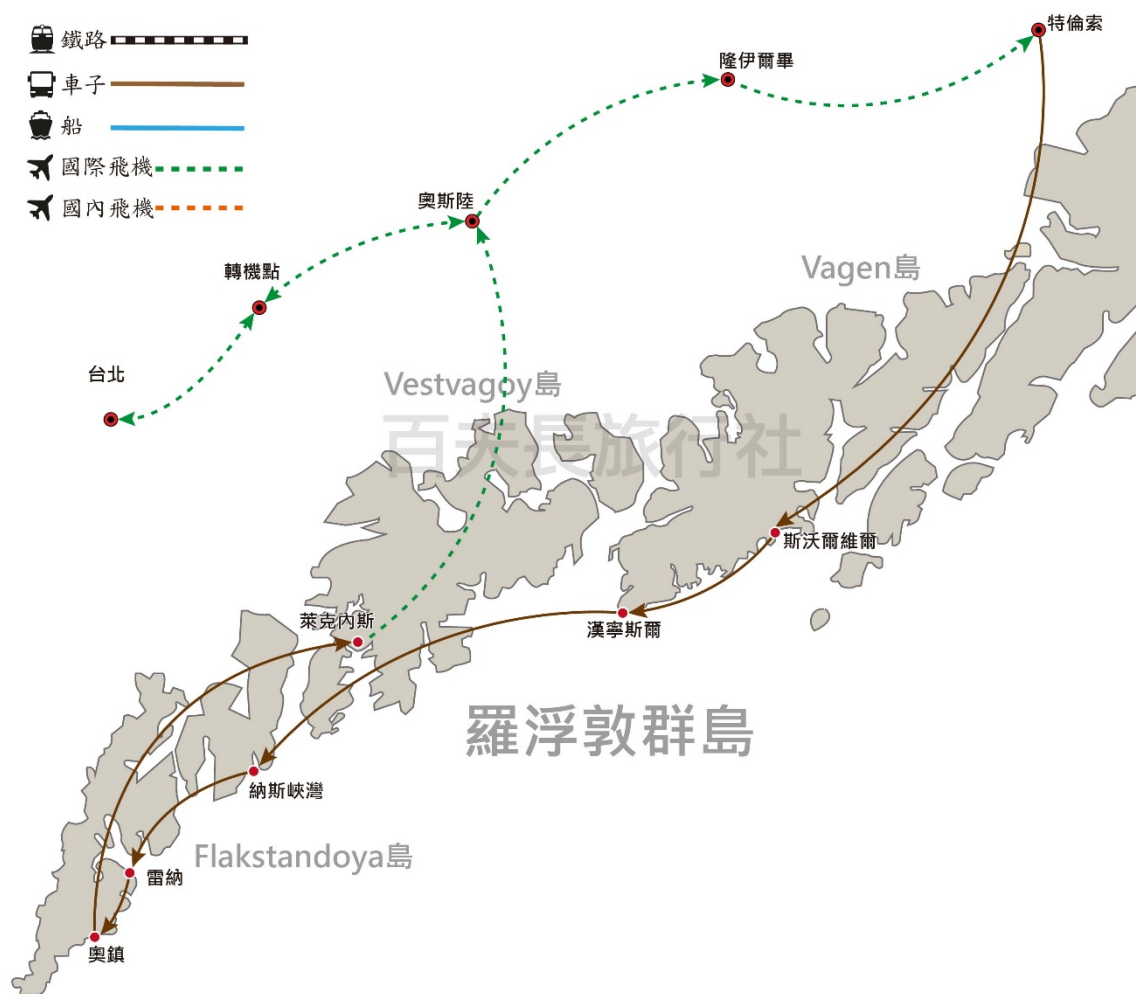 鐵路
車子
船
國際飛機
國內飛機
特倫索
隆伊爾畢
奧斯陸
轉機點
台北
Vagen島
Vestvagoy島
百夫長旅行社
斯沃爾維爾
漢寧斯爾
萊克內斯
羅浮敦群島
納斯峽灣
Flakstandoya島
雷納
奧鎮